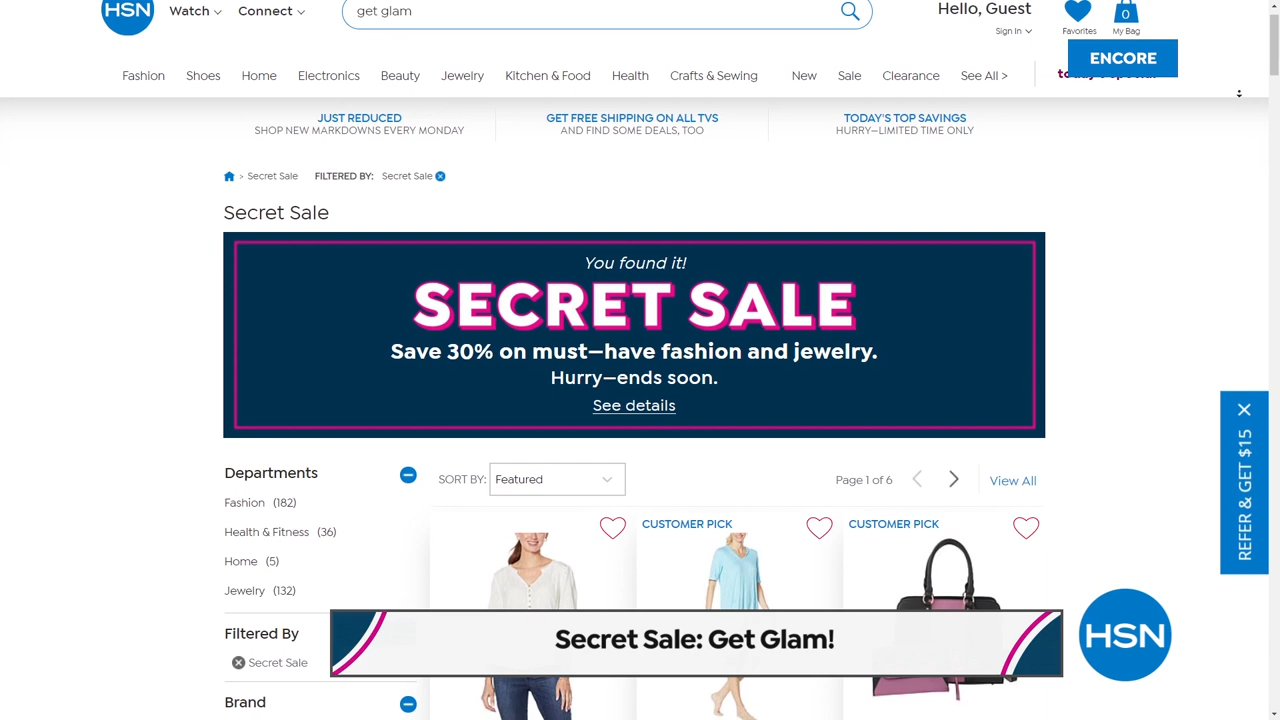 HSN
Watch
Connect
get glam
Hello, Guest
Sign In
Favorites
0
My Bag
ENCORE
Fashion
Shoes
Home
Electronics
Beauty
Jewelry
Kitchen & Food
Health
Crafts & Sewing
New
Sale
Clearance
See All >
JUST REDUCED
SHOP NEW MARKDOWNS EVERY MONDAY
GET FREE SHIPPING ON ALL TVS
AND FIND SOME DEALS, TOO
TODAY'S TOP SAVINGS
HURRY—LIMITED TIME ONLY
> Secret Sale
FILTERED BY: Secret Sale
Secret Sale
You found it!
SECRET SALE
Save 30% on must—have fashion and jewelry.
Hurry—ends soon.
See details
REFER & GET $15
Departments
Fashion (182)
Health & Fitness (36)
Home (5)
Jewelry (132)
Filtered By
Secret Sale
Brand
SORT BY: Featured
Page 1 of 6
View All
CUSTOMER PICK
CUSTOMER PICK
Secret Sale: Get Glam!
HSN